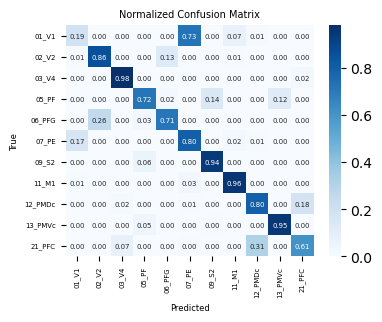 Normalized Confusion Matrix
True
01_V1 0.19 0.00 0.00 0.00 0.00 0.73 0.00 0.07 0.01 0.00 0.00
02_V2 0.01 0.86 0.00 0.00 0.13 0.00 0.00 0.01 0.00 0.00 0.00
03_V4 0.00 0.00 0.98 0.00 0.00 0.00 0.00 0.00 0.00 0.00 0.02
05_PF 0.00 0.00 0.00 0.72 0.02 0.00 0.14 0.00 0.00 0.12 0.00
06_PFG 0.00 0.26 0.00 0.03 0.71 0.00 0.00 0.00 0.00 0.00 0.00
07_PE 0.17 0.00 0.00 0.00 0.00 0.80 0.00 0.02 0.01 0.00 0.00
09_S2 0.00 0.00 0.00 0.06 0.00 0.00 0.94 0.00 0.00 0.00 0.00
11_M1 0.01 0.00 0.00 0.00 0.00 0.03 0.00 0.96 0.00 0.00 0.00
12_PMDc 0.00 0.00 0.02 0.00 0.00 0.01 0.00 0.00 0.80 0.00 0.18
13_PMVc 0.00 0.00 0.00 0.05 0.00 0.00 0.00 0.00 0.00 0.95 0.00
21_PFC 0.00 0.00 0.07 0.00 0.00 0.00 0.00 0.00 0.31 0.00 0.61
01_V1 02_V2 03_V4 05_PF 06_PFG 07_PE 09_S2 11_M1 12_PMDc 13_PMVc 21_PFC
Predicted
0.8
0.6
0.4
0.2
0.0